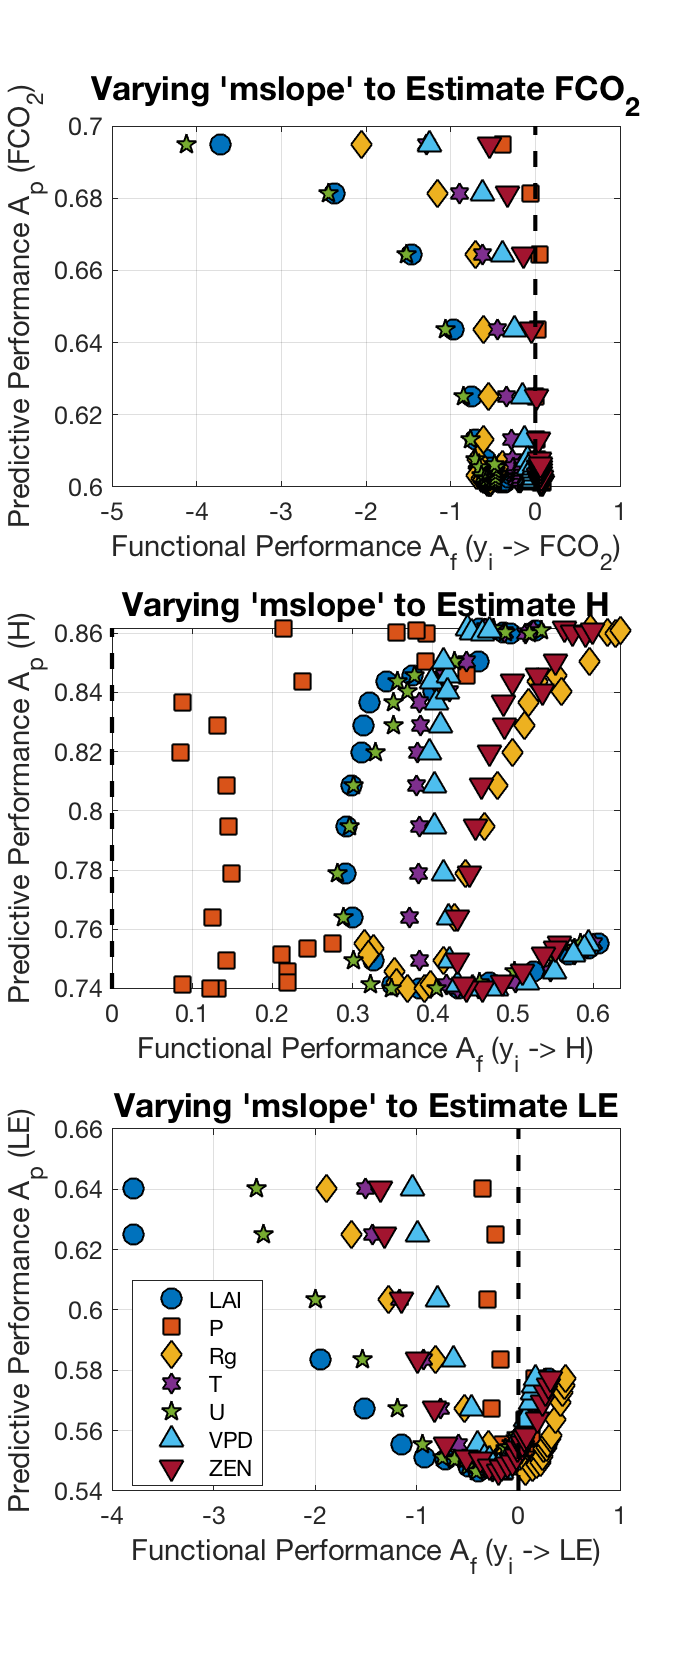 Varying 'mslope' to Estimate FCO2
Predictive Performance Ap (FCO2)
0.7
0.68
0.66
0.64
0.62
0.6
-5 -4 -3 -2 -1 0 1
Functional Performance Af (yi -> FCO2)
Varying 'mslope' to Estimate H
Predictive Performance Ap (H)
0.86
0.84
0.82
0.8
0.78
0.76
0.74
0 0.1 0.2 0.3 0.4 0.5 0.6
Functional Performance Af (yi -> H)
Varying 'mslope' to Estimate LE
Predictive Performance Ap (LE)
0.66
0.64
0.62
0.6
0.58
0.56
0.54
LAI
P
Rg
T
U
VPD
ZEN
-4 -3 -2 -1 0 1
Functional Performance Af (yi -> LE)